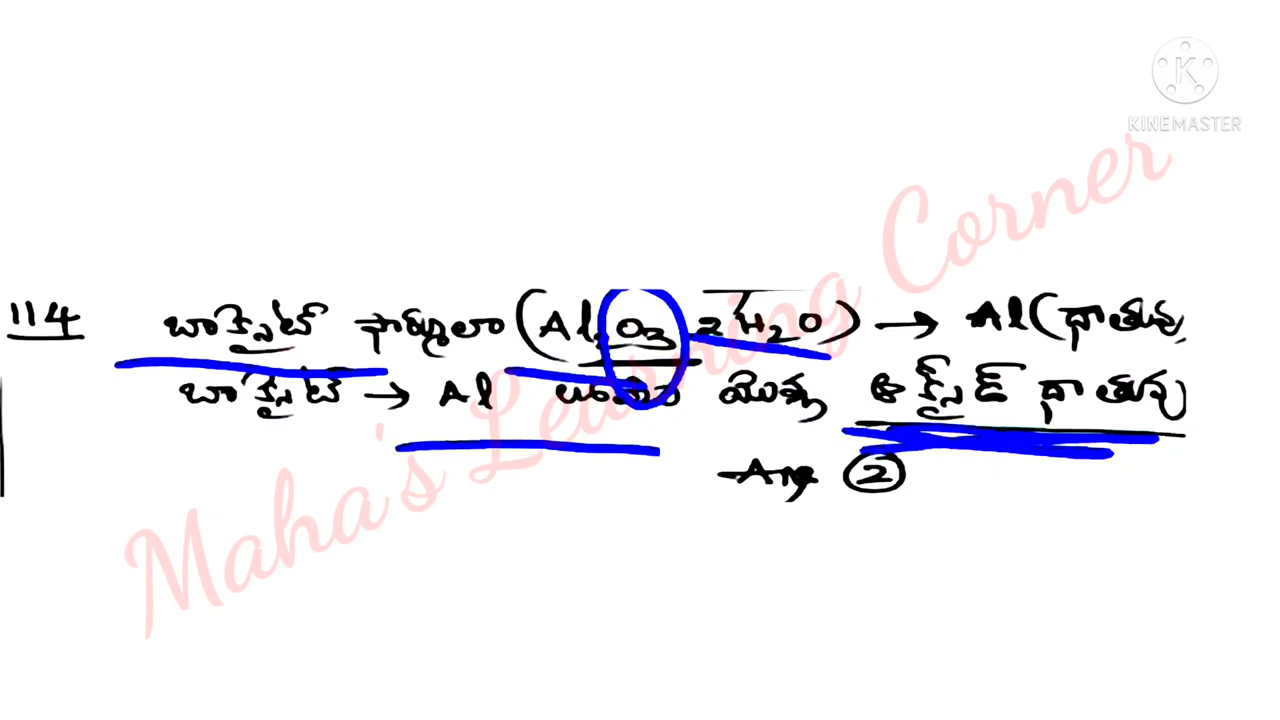 KINEMASTER
Maha's Learning Corner
114 బాక్సైట్ ఫార్ములా (Al₂O₃ 2H₂O) → Al (ధాతువు
బాక్సైట్ → Al లోహం యొక్క ఆక్సైడ్ ధాతువు
Ans ②